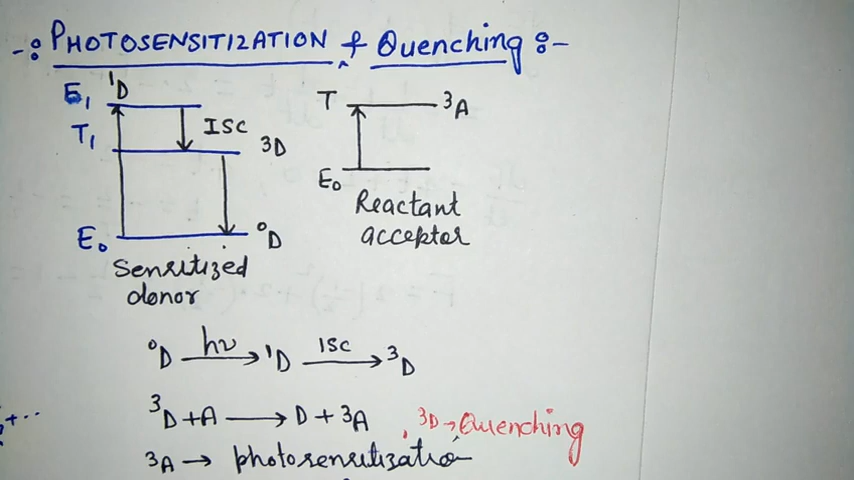 -: PHOTOSENSITIZATION & Quenching :-
E₁ ¹D
T ³A
ISC
T₁ ³D
E₀
Reactant
acceptor
E₀ ⁰D
Sensitized
donor
⁰D hν → ¹D ISC → ³D
³D + A → D + ³A , ³D → Quenching
³A → photosensitization
+··